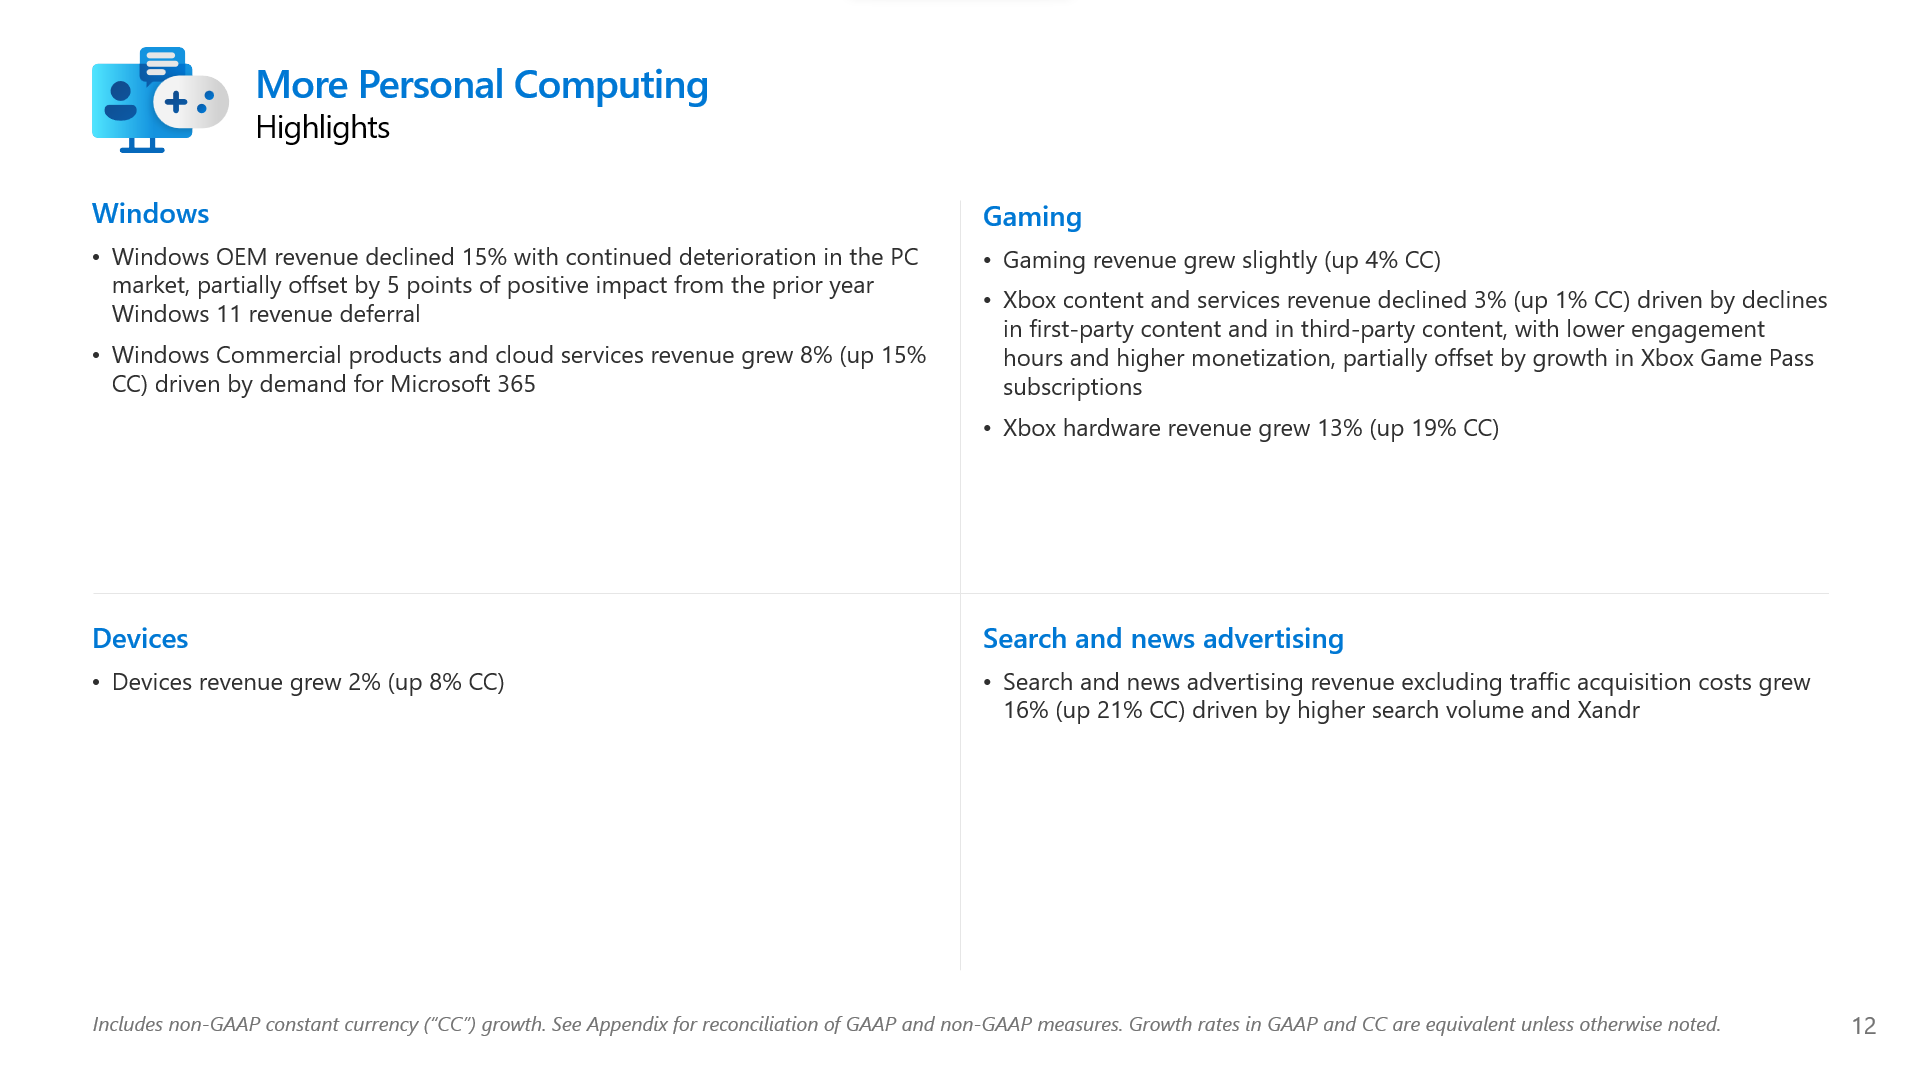 More Personal Computing
Highlights
Windows
• Windows OEM revenue declined 15% with continued deterioration in the PC
market, partially offset by 5 points of positive impact from the prior year
Windows 11 revenue deferral
• Windows Commercial products and cloud services revenue grew 8% (up 15%
CC) driven by demand for Microsoft 365
Gaming
• Gaming revenue grew slightly (up 4% CC)
• Xbox content and services revenue declined 3% (up 1% CC) driven by declines
in first-party content and in third-party content, with lower engagement
hours and higher monetization, partially offset by growth in Xbox Game Pass
subscriptions
• Xbox hardware revenue grew 13% (up 19% CC)
Devices
• Devices revenue grew 2% (up 8% CC)
Search and news advertising
• Search and news advertising revenue excluding traffic acquisition costs grew
16% (up 21% CC) driven by higher search volume and Xandr
Includes non-GAAP constant currency (“CC”) growth. See Appendix for reconciliation of GAAP and non-GAAP measures. Growth rates in GAAP and CC are equivalent unless otherwise noted.
12